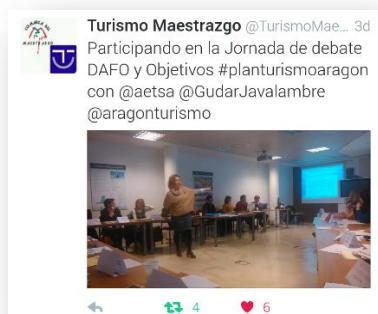 Turismo Maestrazgo @TurismoMae... 3d
Participando en la Jornada de debate
DAFO y Objetivos #planturismoaragon
con @aetsa @GudarJavalambre
@aragonturismo
4
6